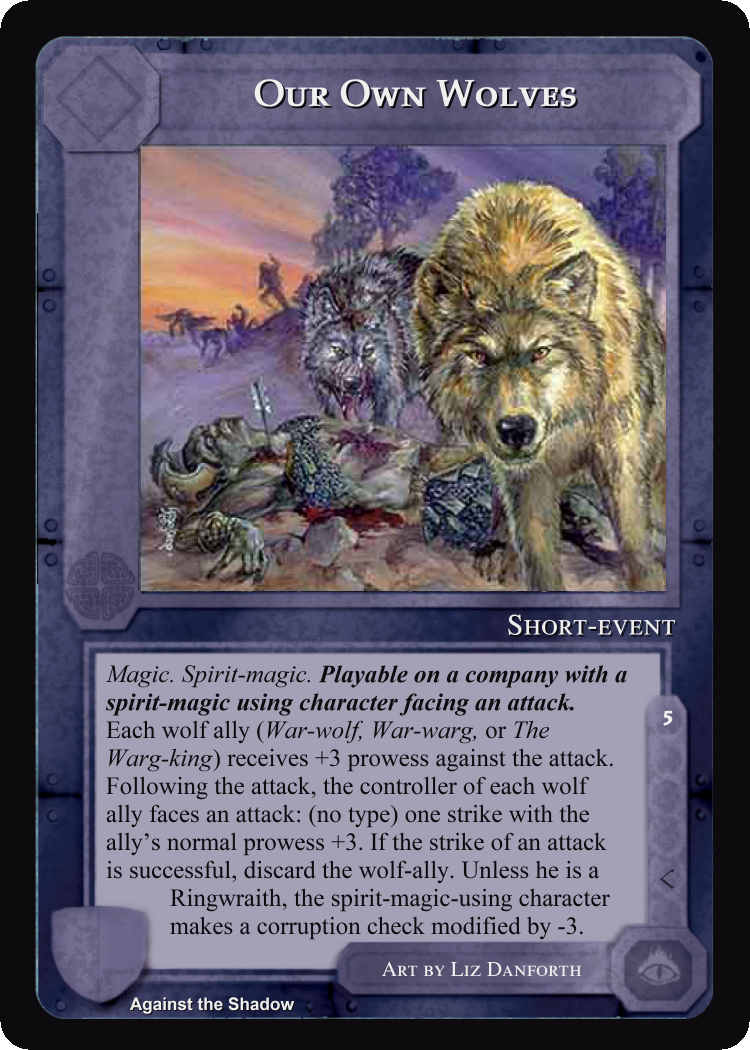 Our Own Wolves
Short-event
Magic. Spirit-magic. Playable on a company with a
spirit-magic using character facing an attack.
Each wolf ally (War-wolf, War-warg, or The
Warg-king) receives +3 prowess against the attack.
Following the attack, the controller of each wolf
ally faces an attack: (no type) one strike with the
ally's normal prowess +3. If the strike of an attack
is successful, discard the wolf-ally. Unless he is a
Ringwraith, the spirit-magic-using character
makes a corruption check modified by -3.
5
Art by Liz Danforth
Against the Shadow